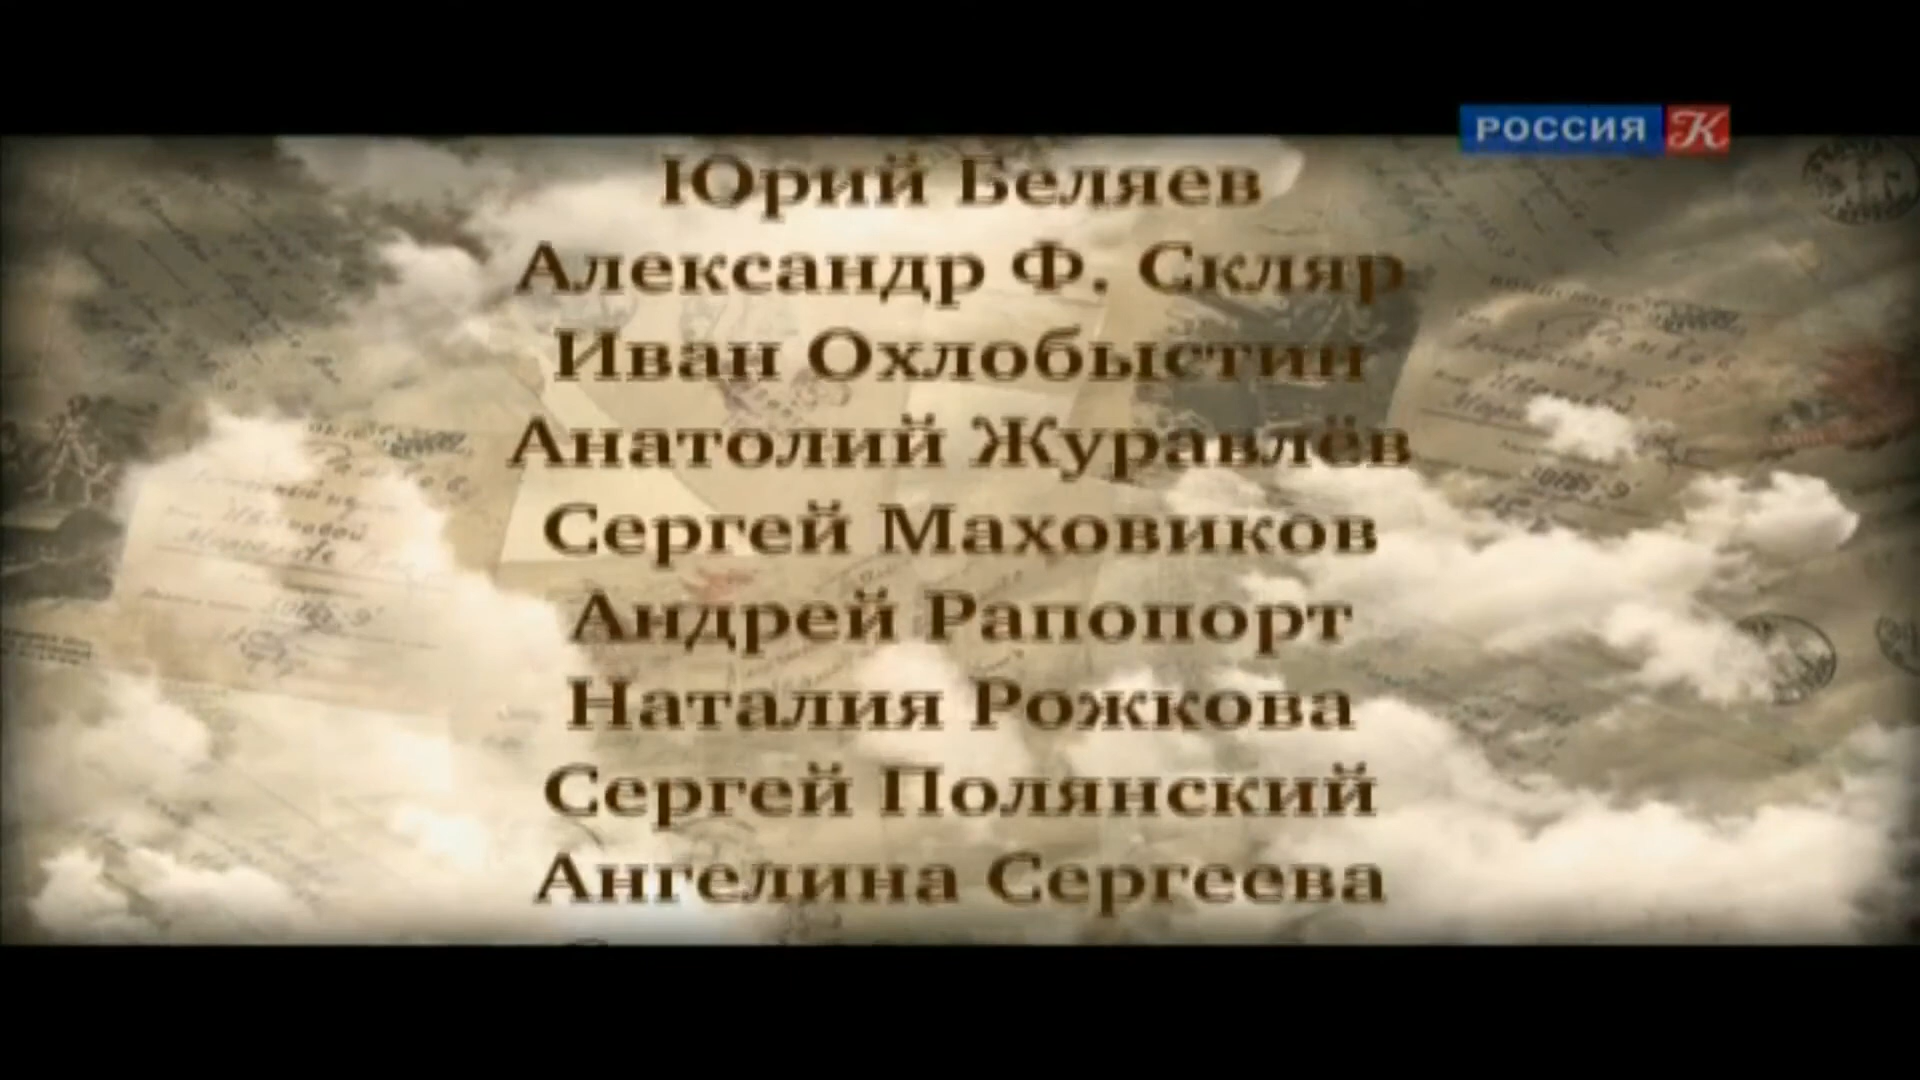 РОССИЯ К
Юрий Беляев
Александр Ф. Скляр
Иван Охлобыстин
Анатолий Журавлёв
Сергей Маховиков
Андрей Рапопорт
Наталия Рожкова
Сергей Полянский
Ангелина Сергеева